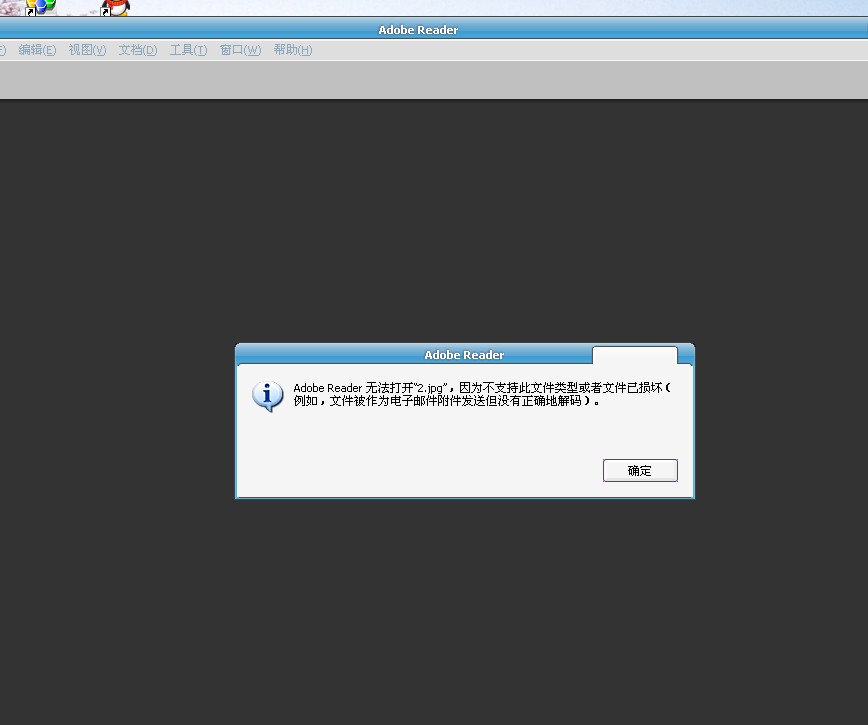 Adobe Reader
编辑(E) 视图(V) 文档(D) 工具(T) 窗口(W) 帮助(H)
Adobe Reader
Adobe Reader 无法打开“2.jpg”，因为不支持此文件类型或者文件已损坏（
例如，文件被作为电子邮件附件发送但没有正确地解码）。
确定